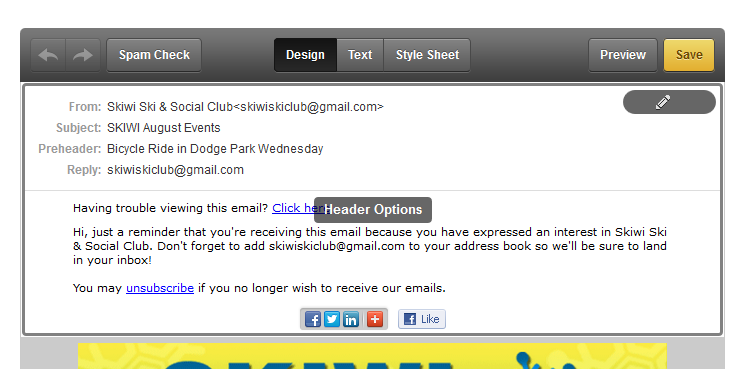 Spam Check Design Text Style Sheet Preview Save
From: Skiwi Ski & Social Club<skiwiskiclub@gmail.com>
Subject: SKIWI August Events
Preheader: Bicycle Ride in Dodge Park Wednesday
Reply: skiwiskiclub@gmail.com
Having trouble viewing this email? Click here
Header Options
Hi, just a reminder that you're receiving this email because you have expressed an interest in Skiwi Ski
& Social Club. Don't forget to add skiwiskiclub@gmail.com to your address book so we'll be sure to land
in your inbox!
You may unsubscribe if you no longer wish to receive our emails.
f in + f Like
SKIWI